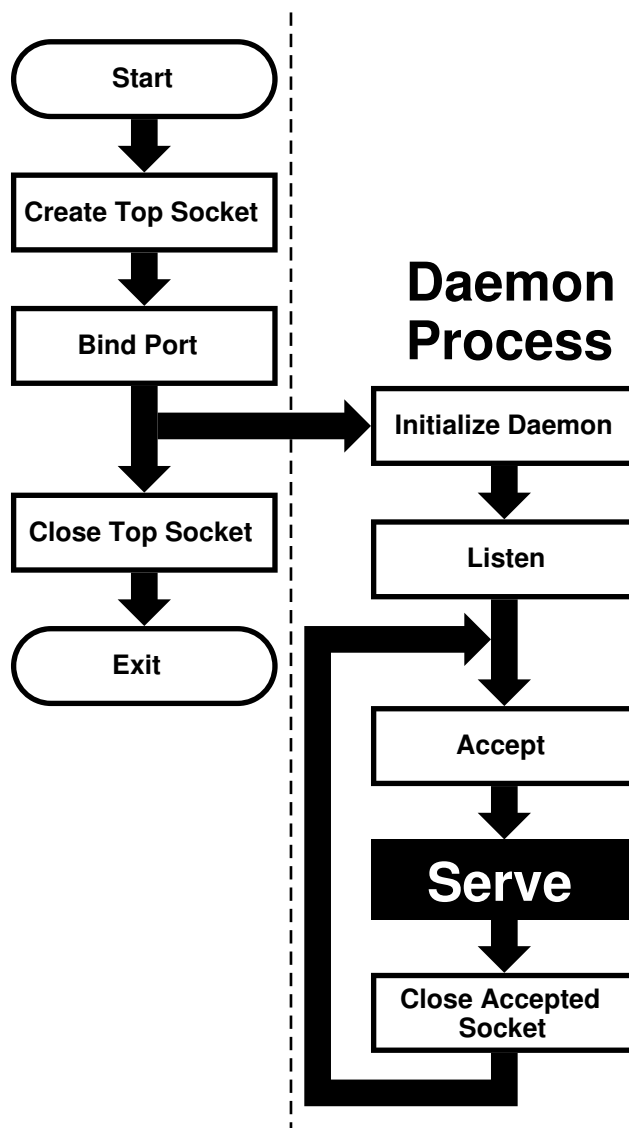 Start
Create Top Socket
Bind Port
Close Top Socket
Exit
Daemon
Process
Initialize Daemon
Listen
Accept
Serve
Close Accepted
Socket